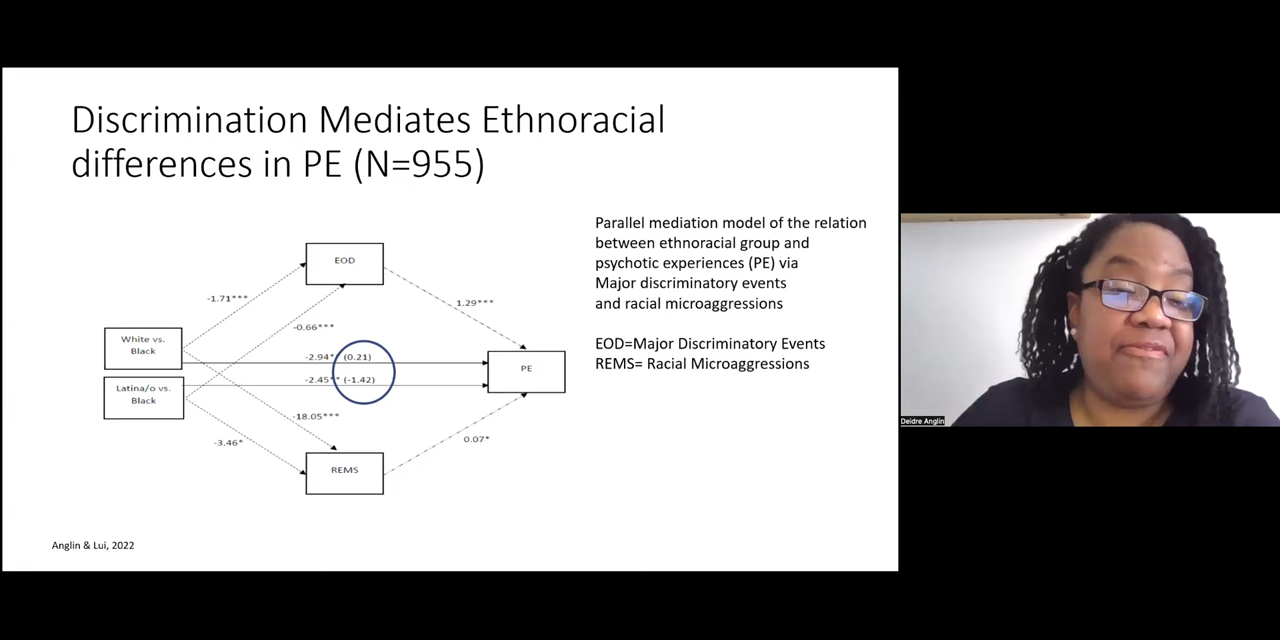 Discrimination Mediates Ethnoracial
differences in PE (N=955)
Parallel mediation model of the relation
between ethnoracial group and
psychotic experiences (PE) via
Major discriminatory events
and racial microaggressions
EOD=Major Discriminatory Events
REMS= Racial Microaggressions
EOD
-1.71***
1.29***
-0.66***
White vs.
Black
-2.94* (0.21)
PE
Latina/o vs.
Black
-2.45** (-1.42)
-18.05***
-3.46*
0.07*
REMS
Anglin & Lui, 2022
Deidre Anglin